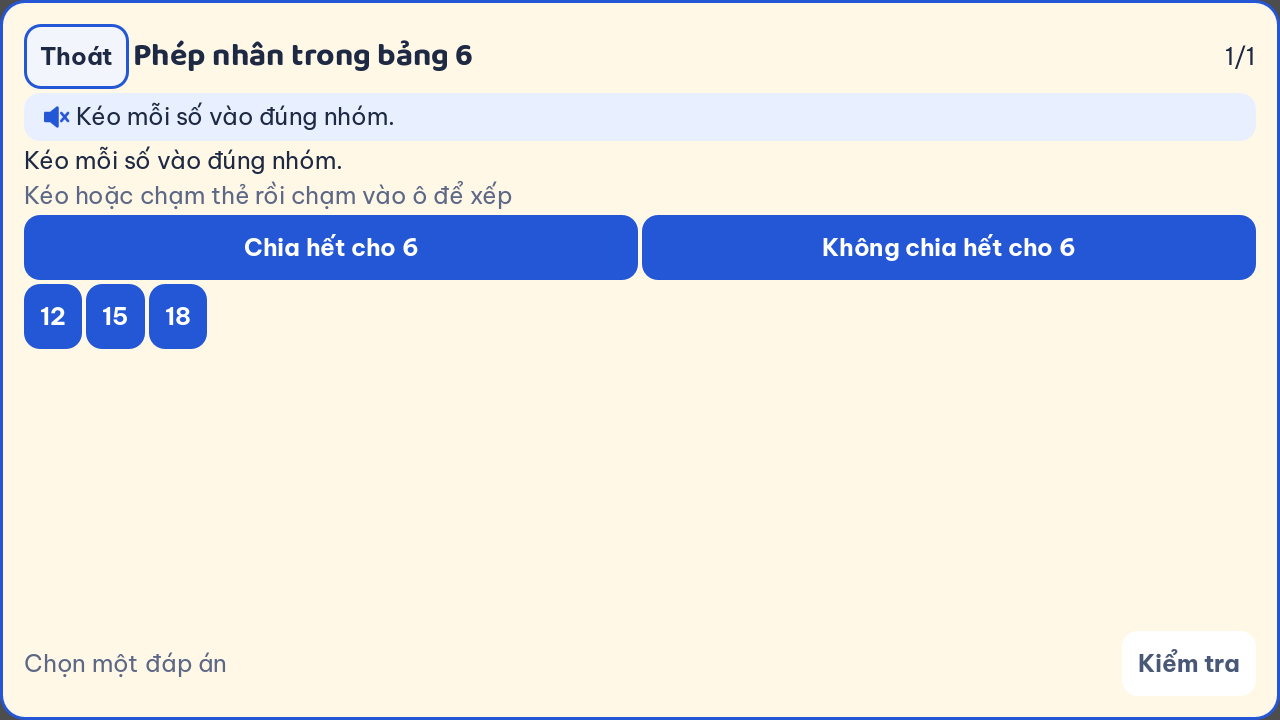 Thoát Phép nhân trong bảng 6 1/1
Kéo mỗi số vào đúng nhóm.
Kéo mỗi số vào đúng nhóm.
Kéo hoặc chạm thẻ rồi chạm vào ô để xếp
Chia hết cho 6 Không chia hết cho 6
12 15 18
Chọn một đáp án Kiểm tra